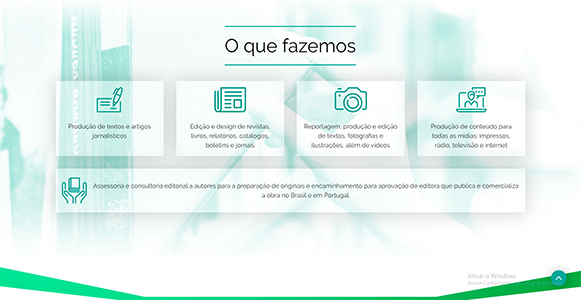 O que fazemos
Produção de textos e artigos
jornalísticos
Edição e design de revistas,
livros, relatórios, catálogos,
boletins e jornais
Reportagem, produção e edição
de textos, fotografias e
ilustrações, além do vídeos
Produção de conteúdo para
todas as mídias: impressos,
rádio, televisão e internet
Assessoria e consultoria editorial a autores para a preparação de originais e encaminhamento para aprovação de editora que publica e comercializa
a obra no Brasil e em Portugal
Ativar o Windows